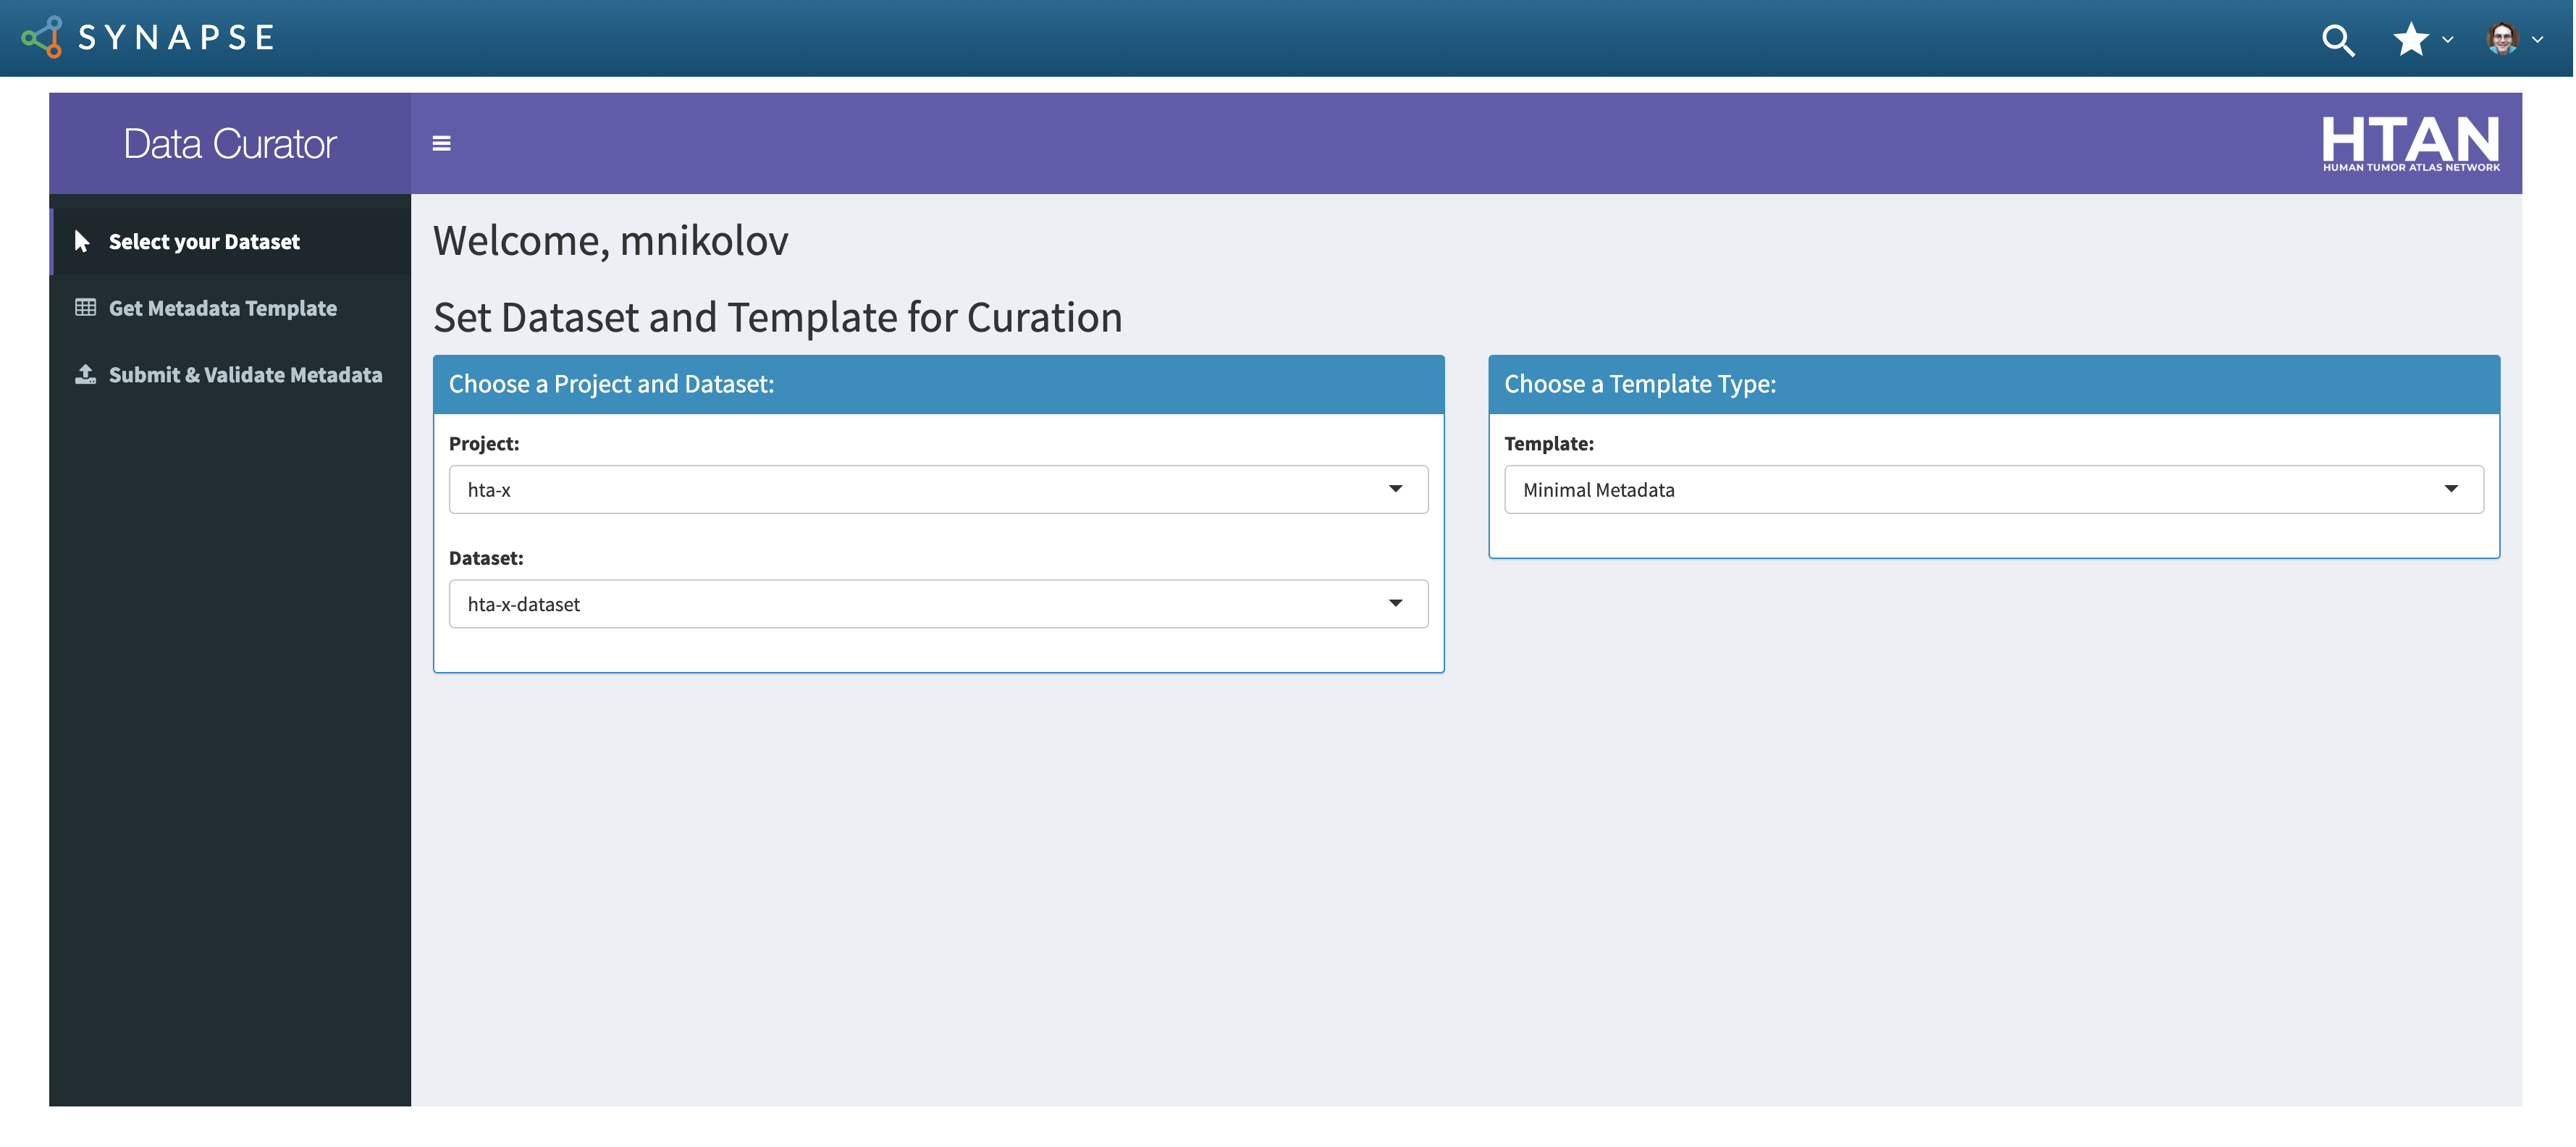 SYNAPSE
Data Curator
HTAN
HUMAN TUMOR ATLAS NETWORK
Select your Dataset
Get Metadata Template
Submit & Validate Metadata
Welcome, mnikolov
Set Dataset and Template for Curation
Choose a Project and Dataset:
Project:
hta-x
Dataset:
hta-x-dataset
Choose a Template Type:
Template:
Minimal Metadata